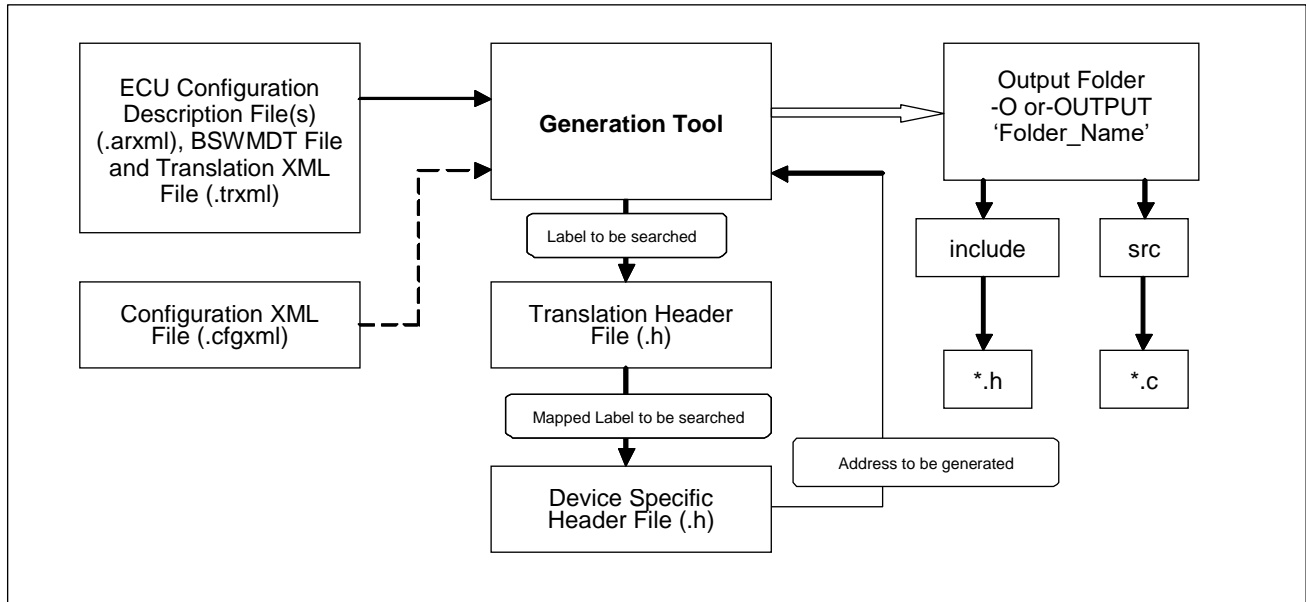 ECU Configuration
Description File(s)
(.arxml), BSWMDT File
and Translation XML
File (.trxml)
Generation Tool
Output Folder
-O or-OUTPUT
‘Folder_Name’
Label to be searched
include
src
Configuration XML
File (.cfgxml)
Translation Header
File (.h)
*.h
*.c
Mapped Label to be searched
Address to be generated
Device Specific
Header File (.h)